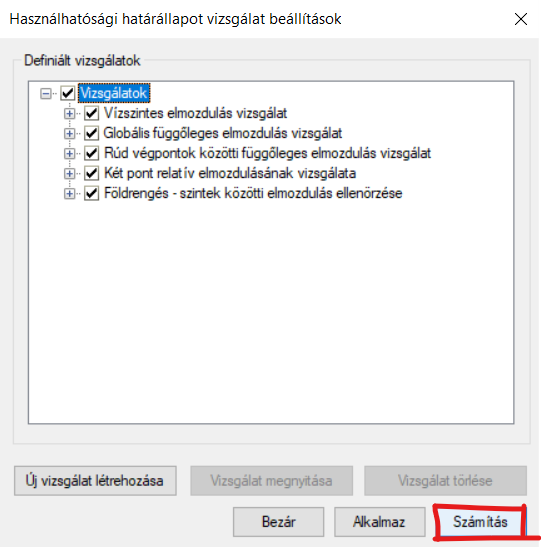 Használhatósági határállapot vizsgálat beállítások
Definiált vizsgálatok
Vizsgálatok
Vízszintes elmozdulás vizsgálat
Globális függőleges elmozdulás vizsgálat
Rúd végpontok közötti függőleges elmozdulás vizsgálat
Két pont relatív elmozdulásának vizsgálata
Földrengés - szintek közötti elmozdulás ellenörzése
Új vizsgálat létrehozása Vizsgálat megnyitása Vizsgálat törlése
Bezár Alkalmaz Számítás